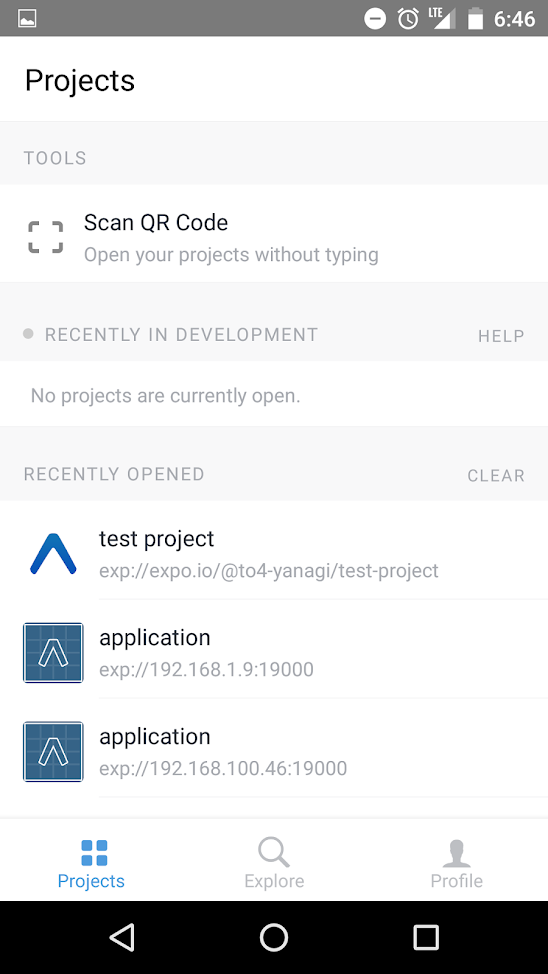 LTE 6:46
Projects
TOOLS
Scan QR Code
Open your projects without typing
RECENTLY IN DEVELOPMENT HELP
No projects are currently open.
RECENTLY OPENED CLEAR
test project
exp://expo.io/@to4-yanagi/test-project
application
exp://192.168.1.9:19000
application
exp://192.168.100.46:19000
Projects Explore Profile